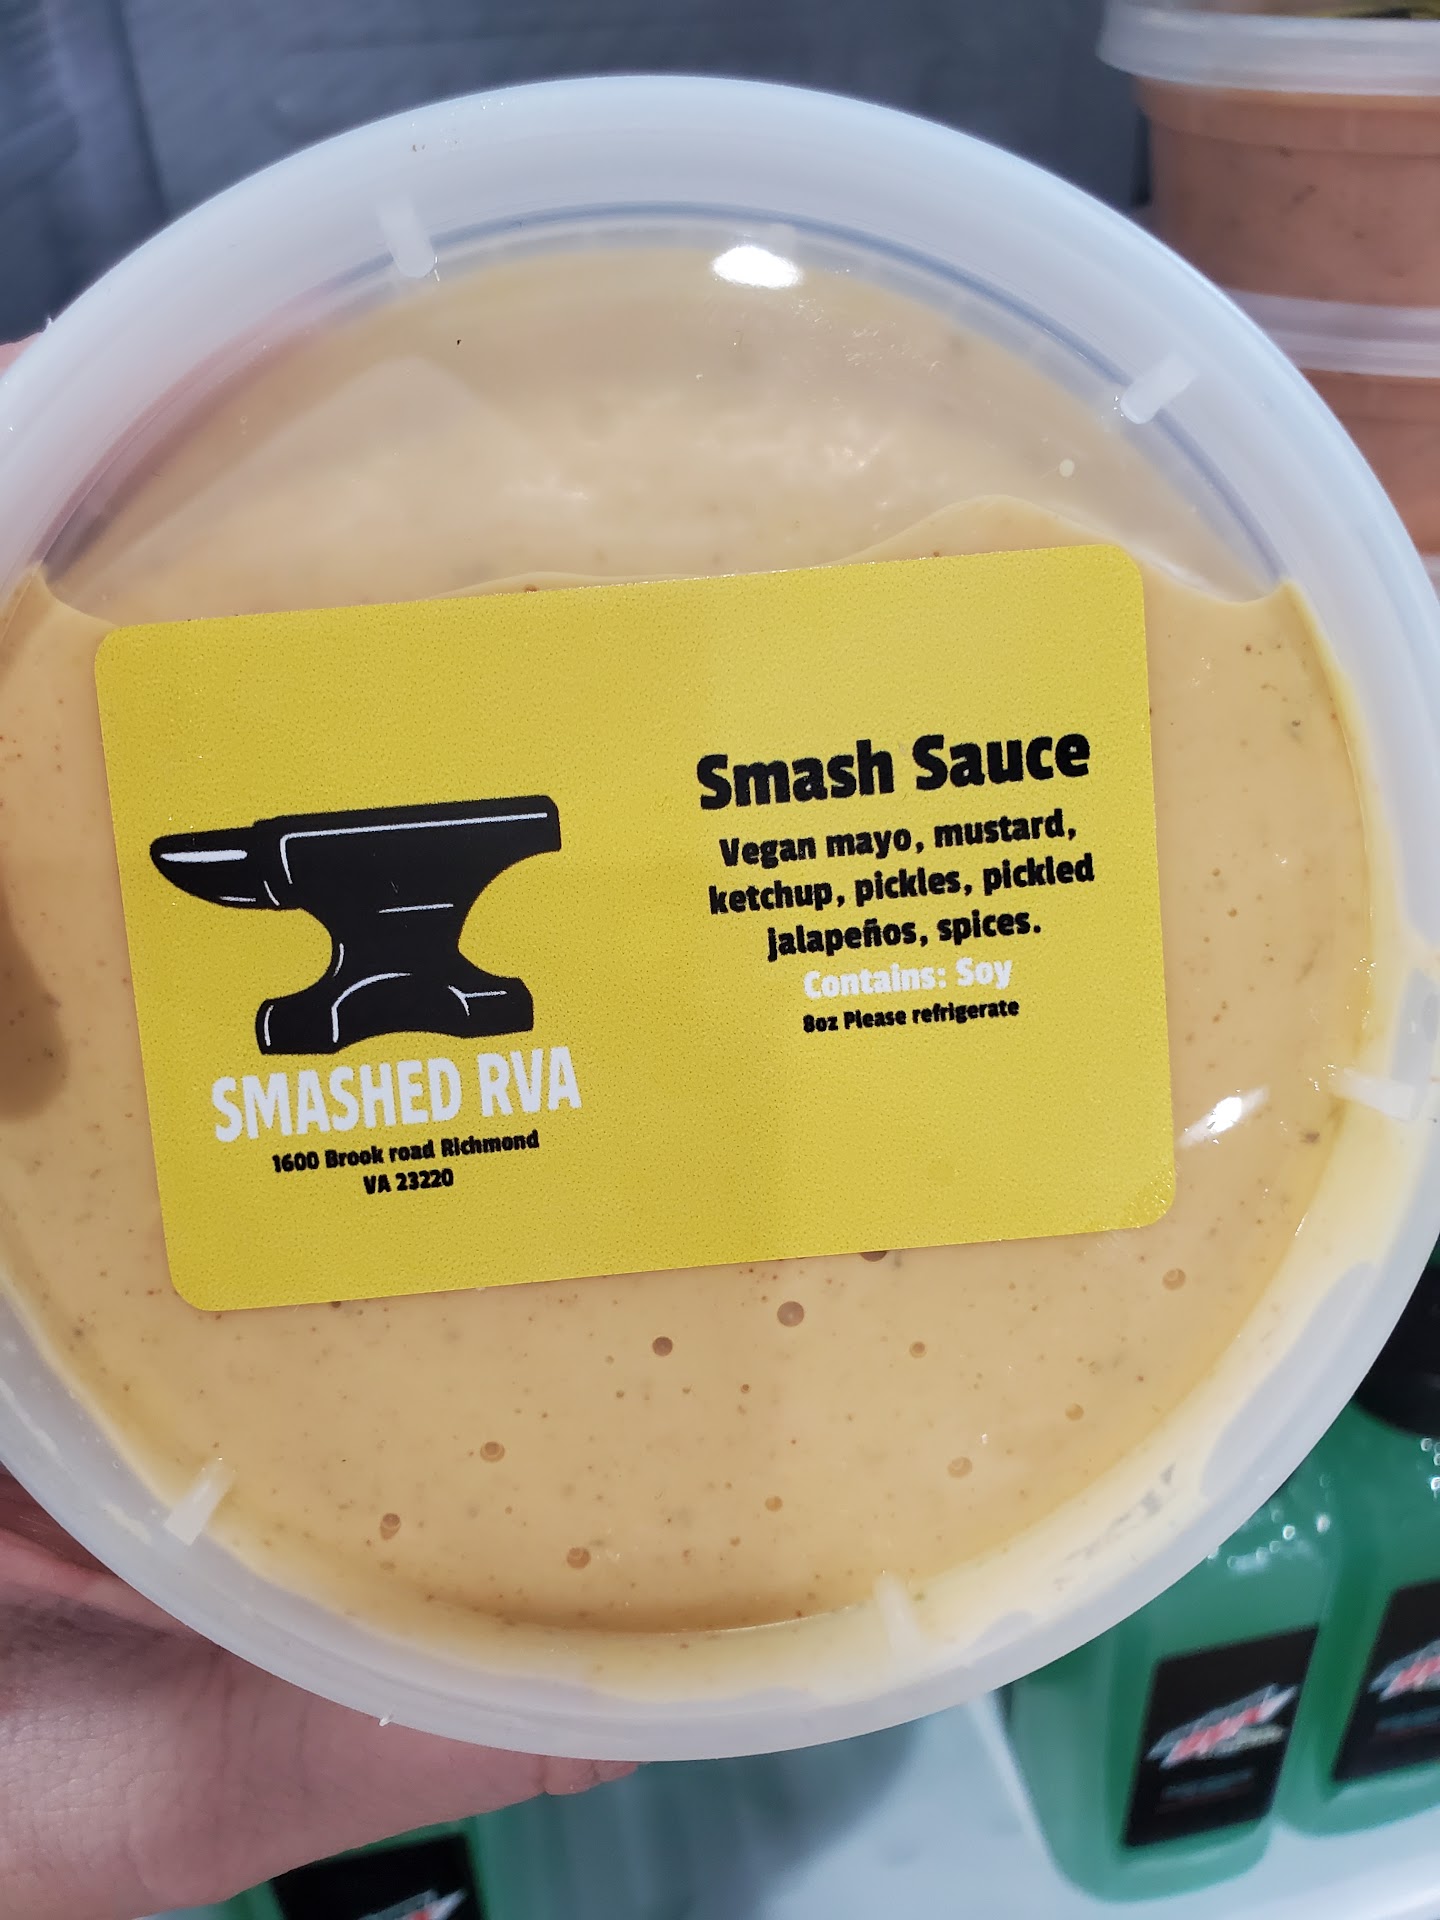 Smash Sauce
Vegan mayo, mustard,
ketchup, pickles, pickled
jalapeños, spices.
Contains: Soy
8oz Please refrigerate
SMASHED RVA
1600 Brook road Richmond
VA 23220